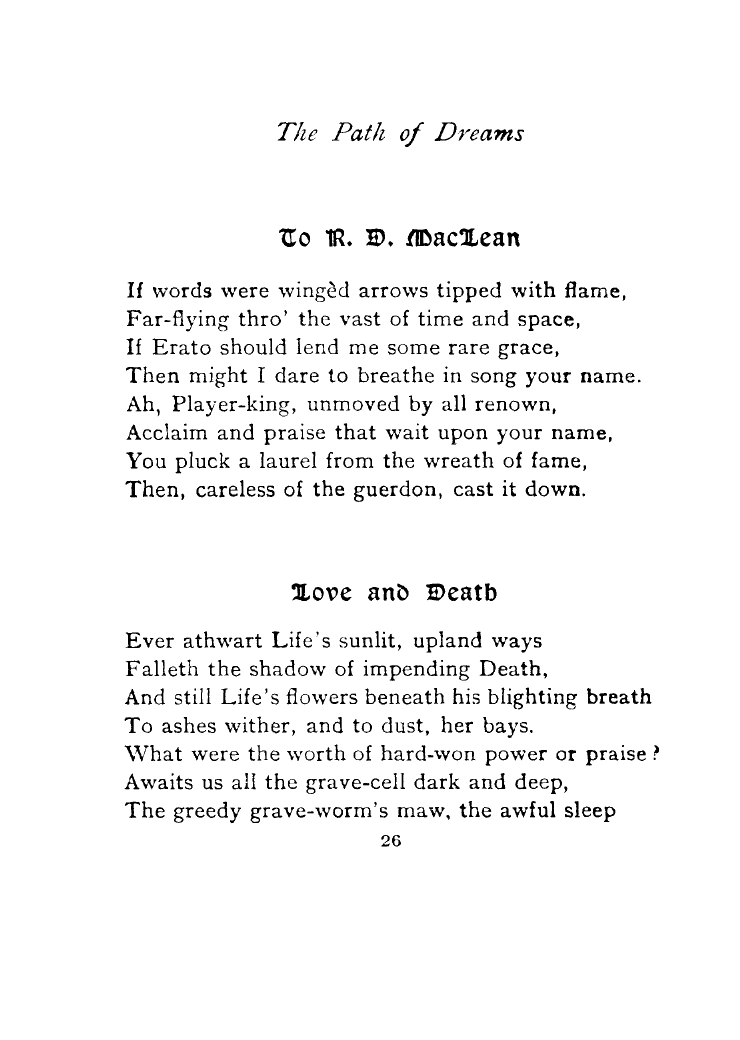 The Path of Dreams
To R. D. MacLean
If words were wingèd arrows tipped with flame,
Far-flying thro' the vast of time and space,
If Erato should lend me some rare grace,
Then might I dare to breathe in song your name.
Ah, Player-king, unmoved by all renown,
Acclaim and praise that wait upon your name,
You pluck a laurel from the wreath of fame,
Then, careless of the guerdon, cast it down.
Love and Death
Ever athwart Life's sunlit, upland ways
Falleth the shadow of impending Death,
And still Life's flowers beneath his blighting breath
To ashes wither, and to dust, her bays.
What were the worth of hard-won power or praise?
Awaits us all the grave-cell dark and deep,
The greedy grave-worm's maw, the awful sleep
26